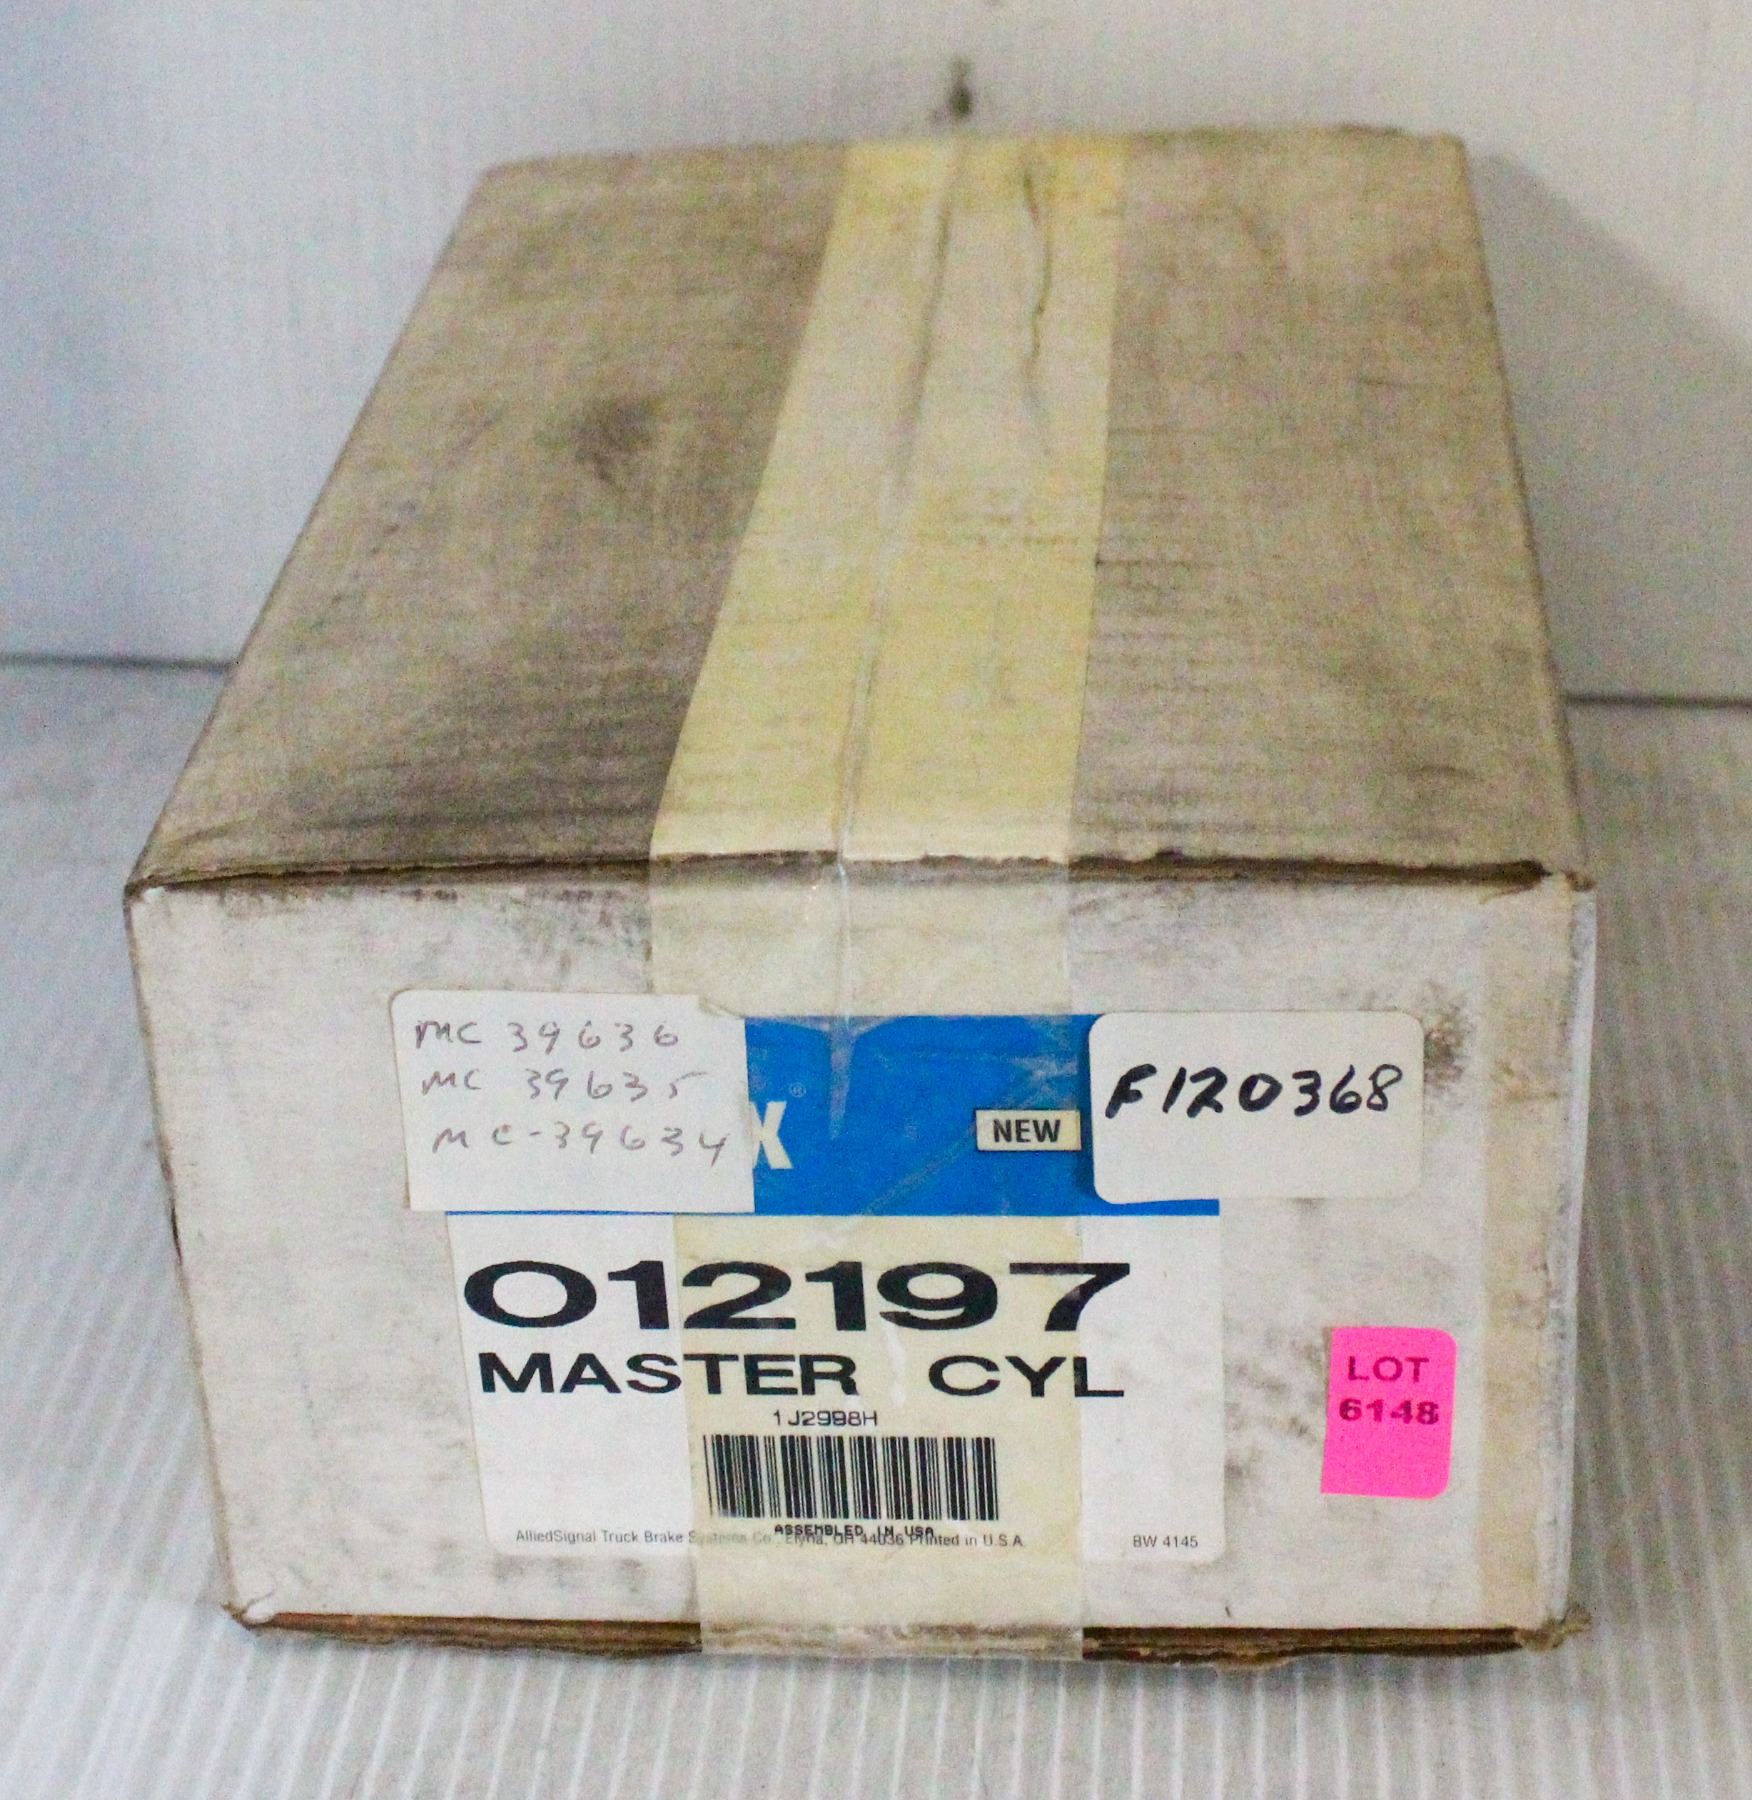 MC 39636
MC 39635
MC-39634
X®
NEW
F120368
012197
MASTER CYL
1J2998H
LOT
6148
ASSEMBLED IN USA
AlliedSignal Truck Brake Systems Co., Elyria, OH 44036 Printed in U.S.A.
BW 4145